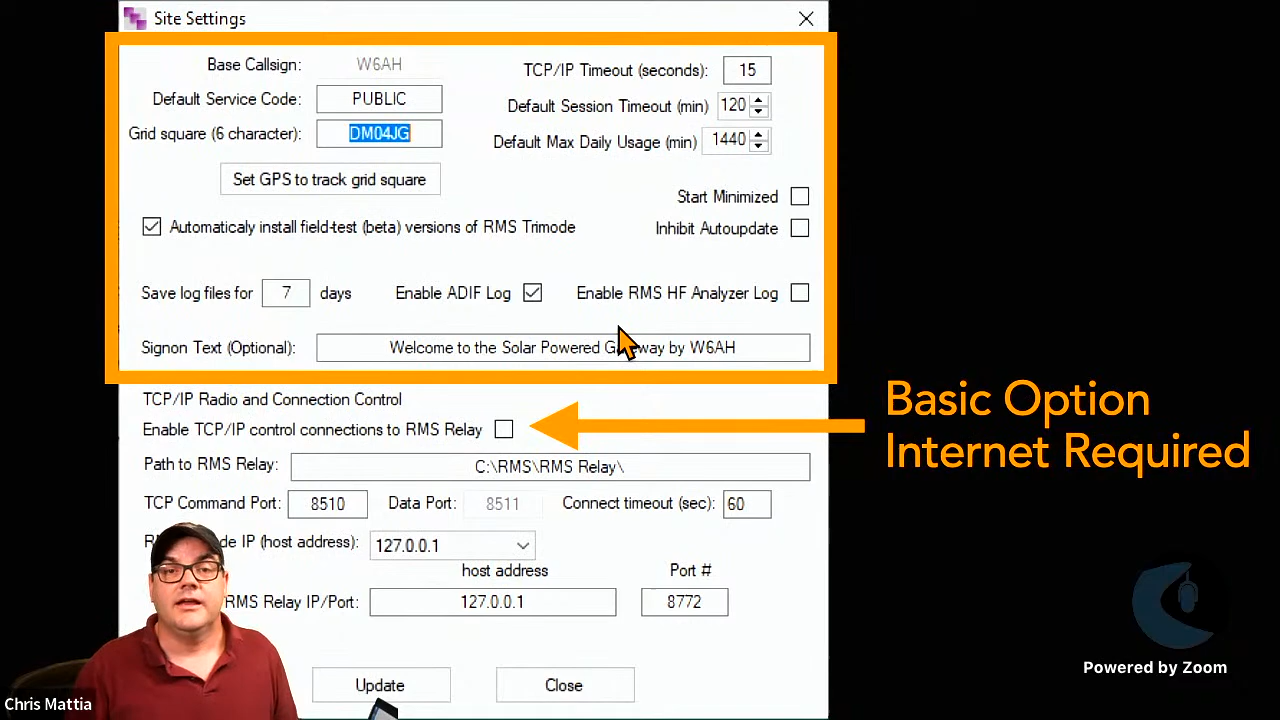 Site Settings
Base Callsign: W6AH
TCP/IP Timeout (seconds): 15
Default Service Code: PUBLIC
Default Session Timeout (min) 120
Grid square (6 character): DM04JG
Default Max Daily Usage (min) 1440
Set GPS to track grid square
Start Minimized
Automaticaly install field-test (beta) versions of RMS Trimode
Inhibit Autoupdate
Save log files for 7 days
Enable ADIF Log
Enable RMS HF Analyzer Log
Signon Text (Optional): Welcome to the Solar Powered Gateway by W6AH
TCP/IP Radio and Connection Control
Enable TCP/IP control connections to RMS Relay
Basic Option
Internet Required
Path to RMS Relay: C:\RMS\RMS Relay\
TCP Command Port: 8510 Data Port: 8511 Connect timeout (sec): 60
IP (host address): 127.0.0.1
host address Port #
RMS Relay IP/Port: 127.0.0.1 8772
Update Close
Powered by Zoom
Chris Mattia